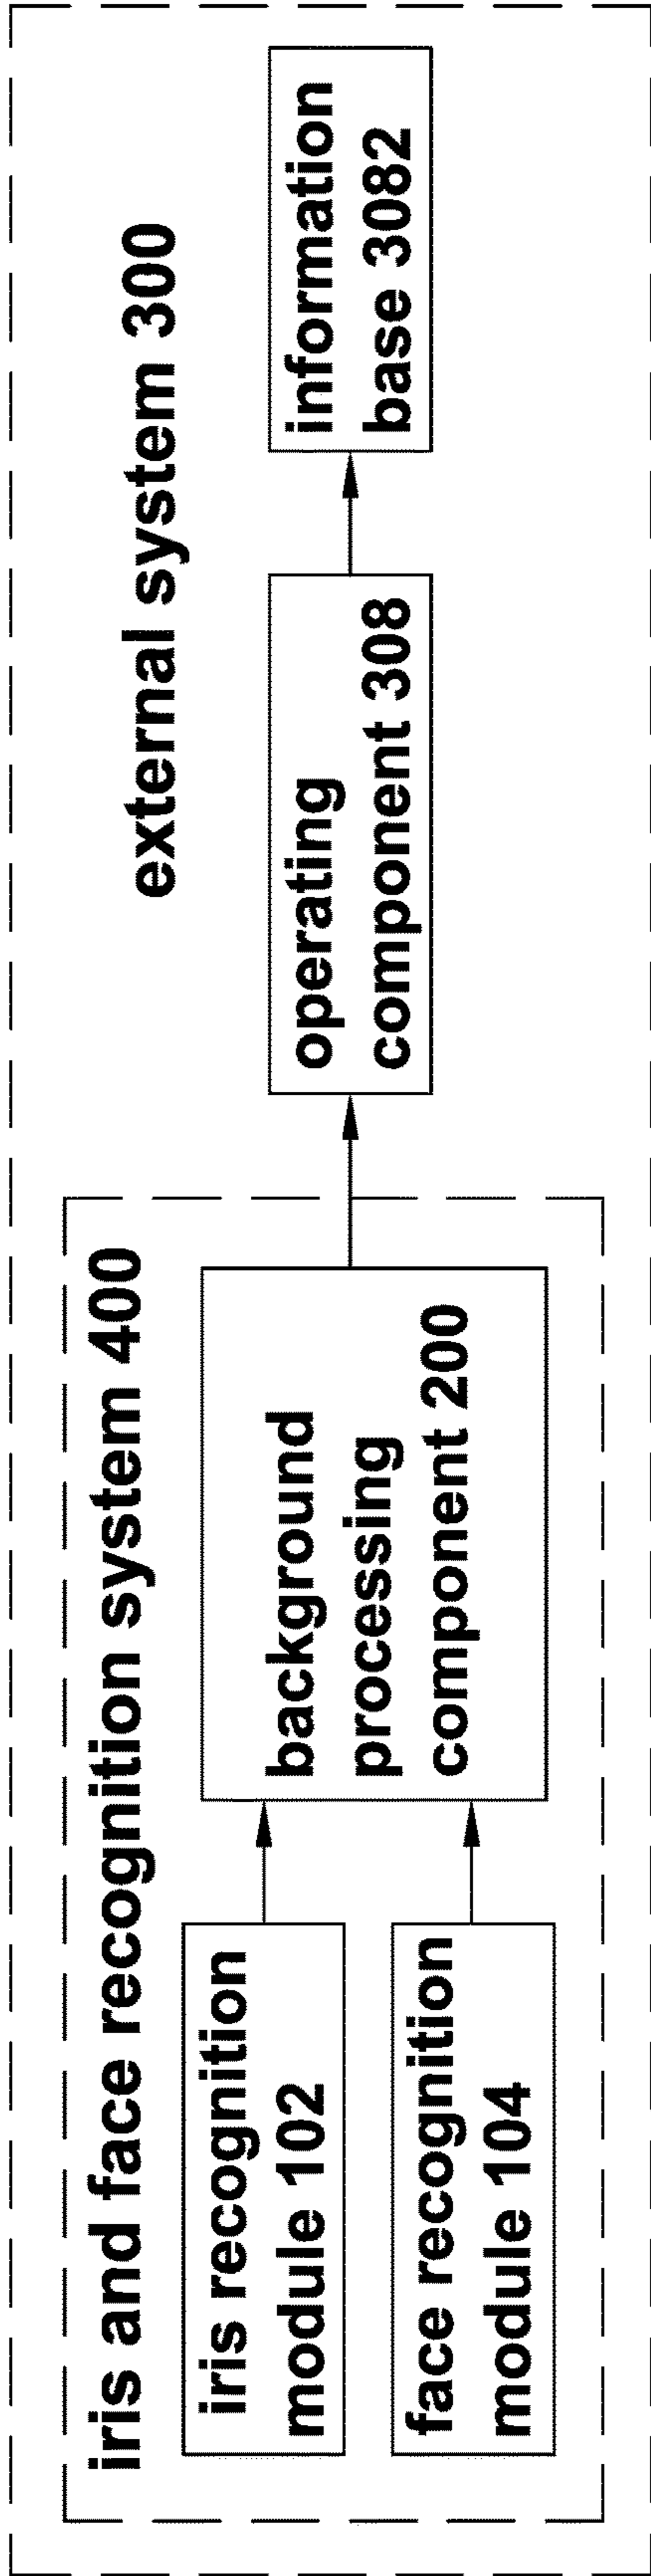 external system 300
iris and face recognition system 400
iris recognition
module 102
face recognition
module 104
background
processing
component 200
operating
component 308
information
base 3082